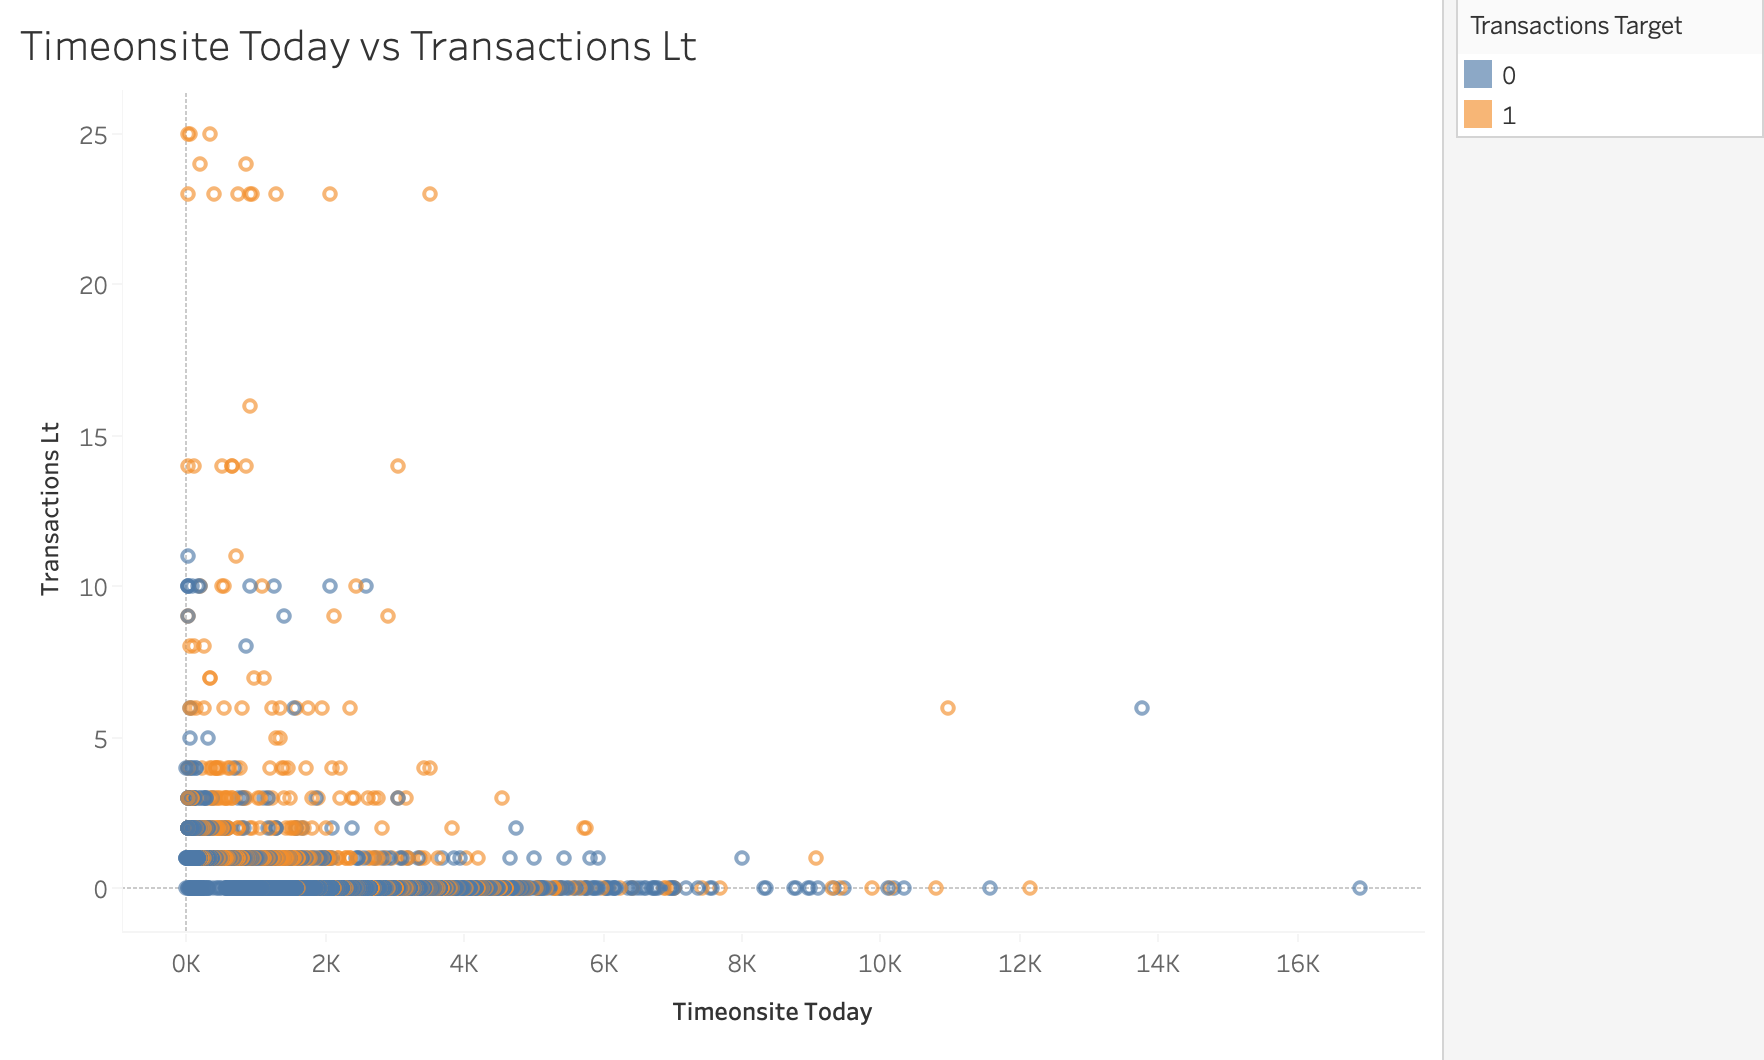 Timeonsite Today vs Transactions Lt
Transactions Target
0
1
Transactions Lt
25
20
15
10
5
0
0K 2K 4K 6K 8K 10K 12K 14K 16K
Timeonsite Today